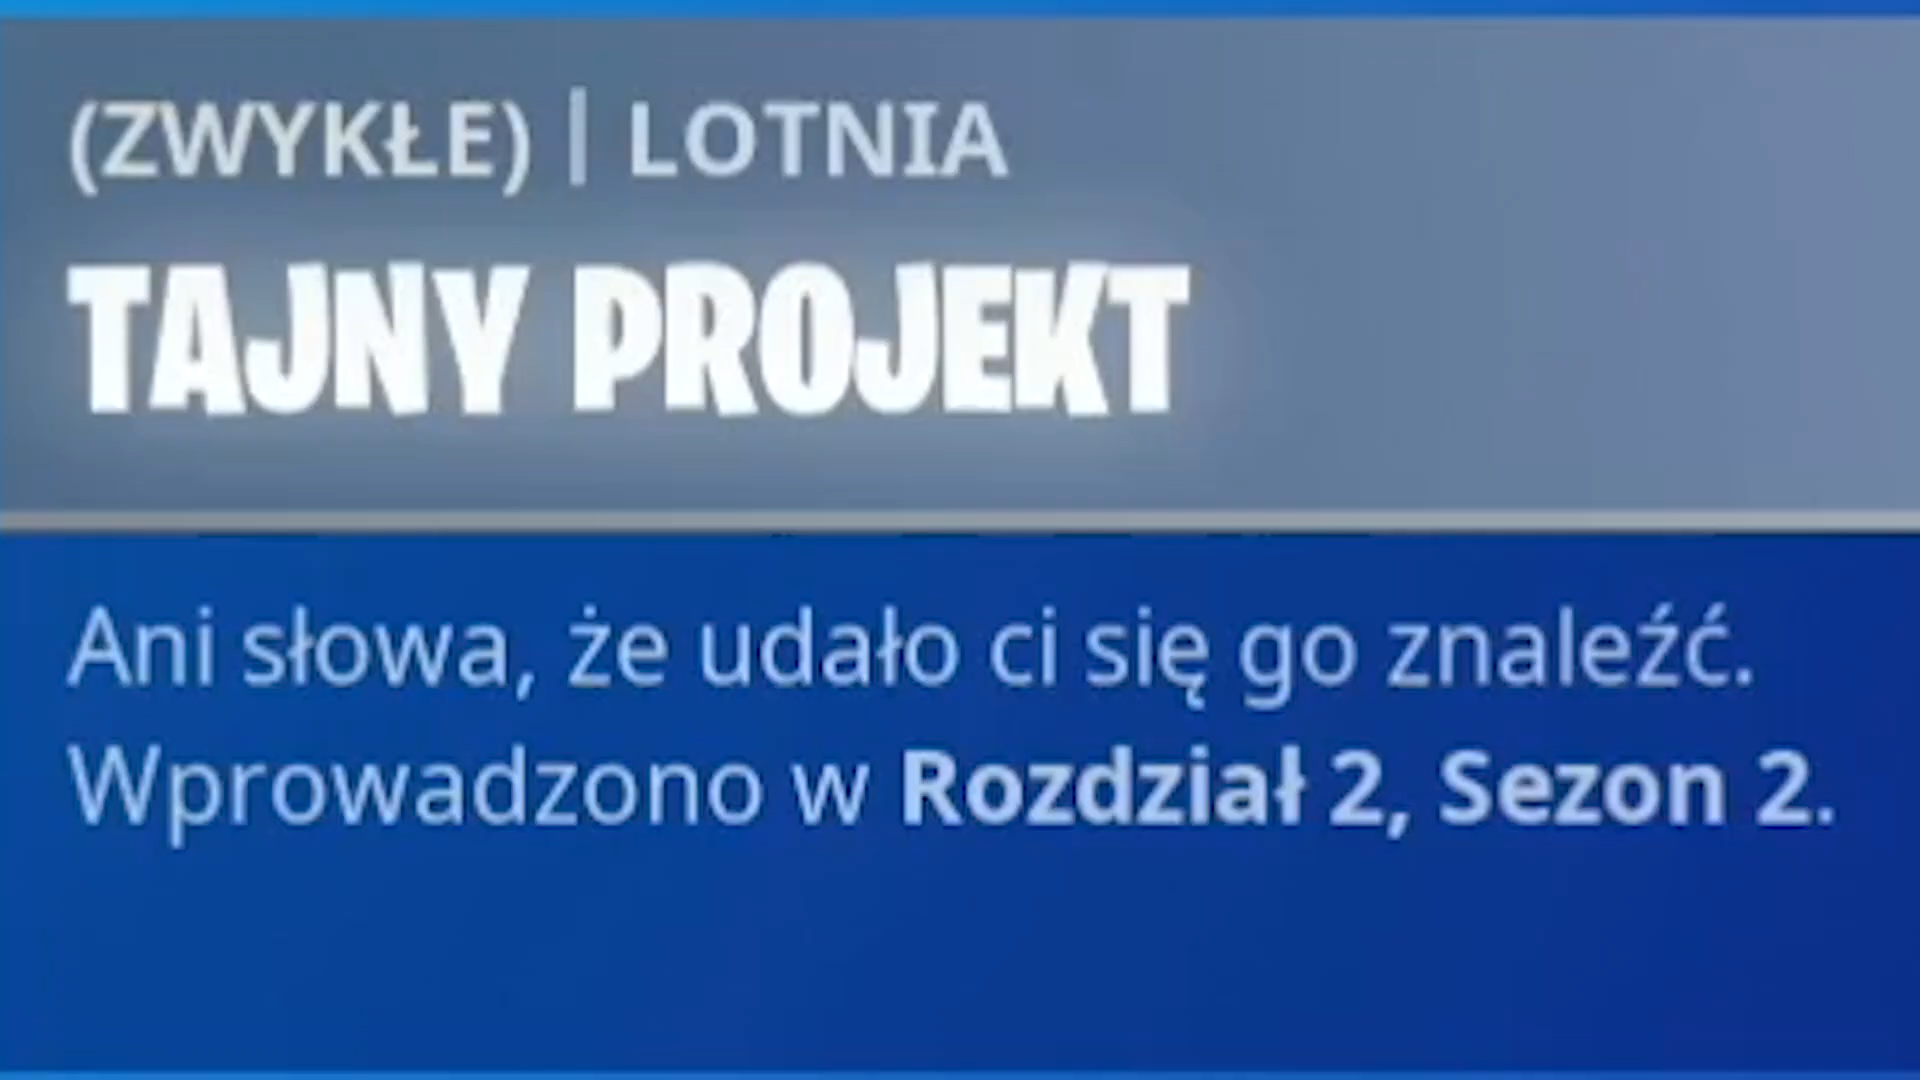 (ZWYKŁE) | LOTNIA
TAJNY PROJEKT
Ani słowa, że udało ci się go znaleźć.
Wprowadzono w Rozdział 2, Sezon 2.